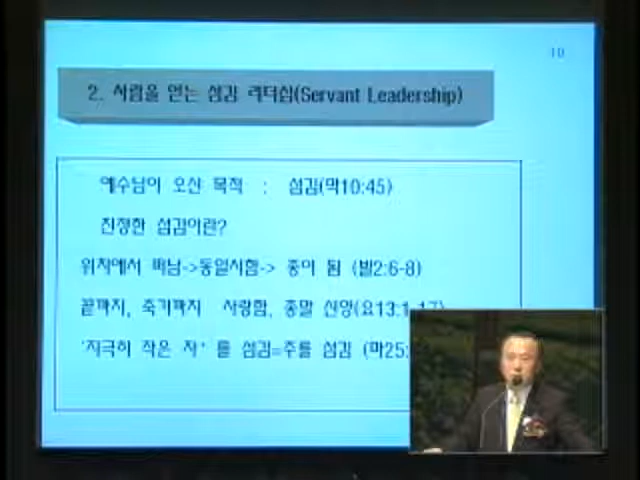 10
2. 사람을 얻는 섬김 리더십(Servant Leadership)
예수님이 오신 목적 : 섬김(막10:45)
진정한 섬김이란?
위치에서 떠남->동일시함-> 종이 됨 (빌2:6-8)
끝까지, 죽기까지 사랑함, 종말 신앙(요13:1-17)
'지극히 작은 자' 를 섬김=주를 섬김 (마25: